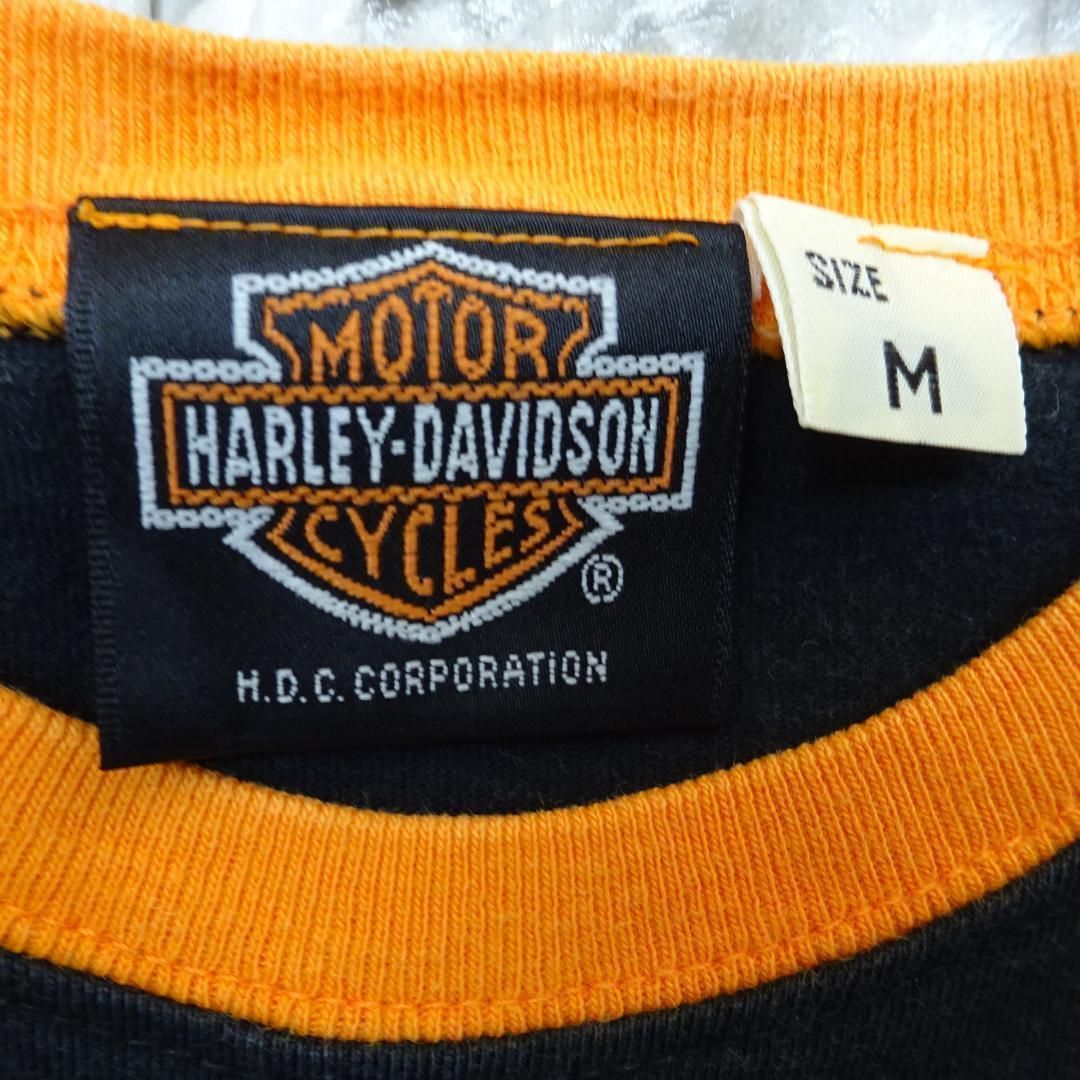 MOTOR
HARLEY-DAVIDSON
CYCLES
®
H.D.C. CORPORATION
SIZE
M